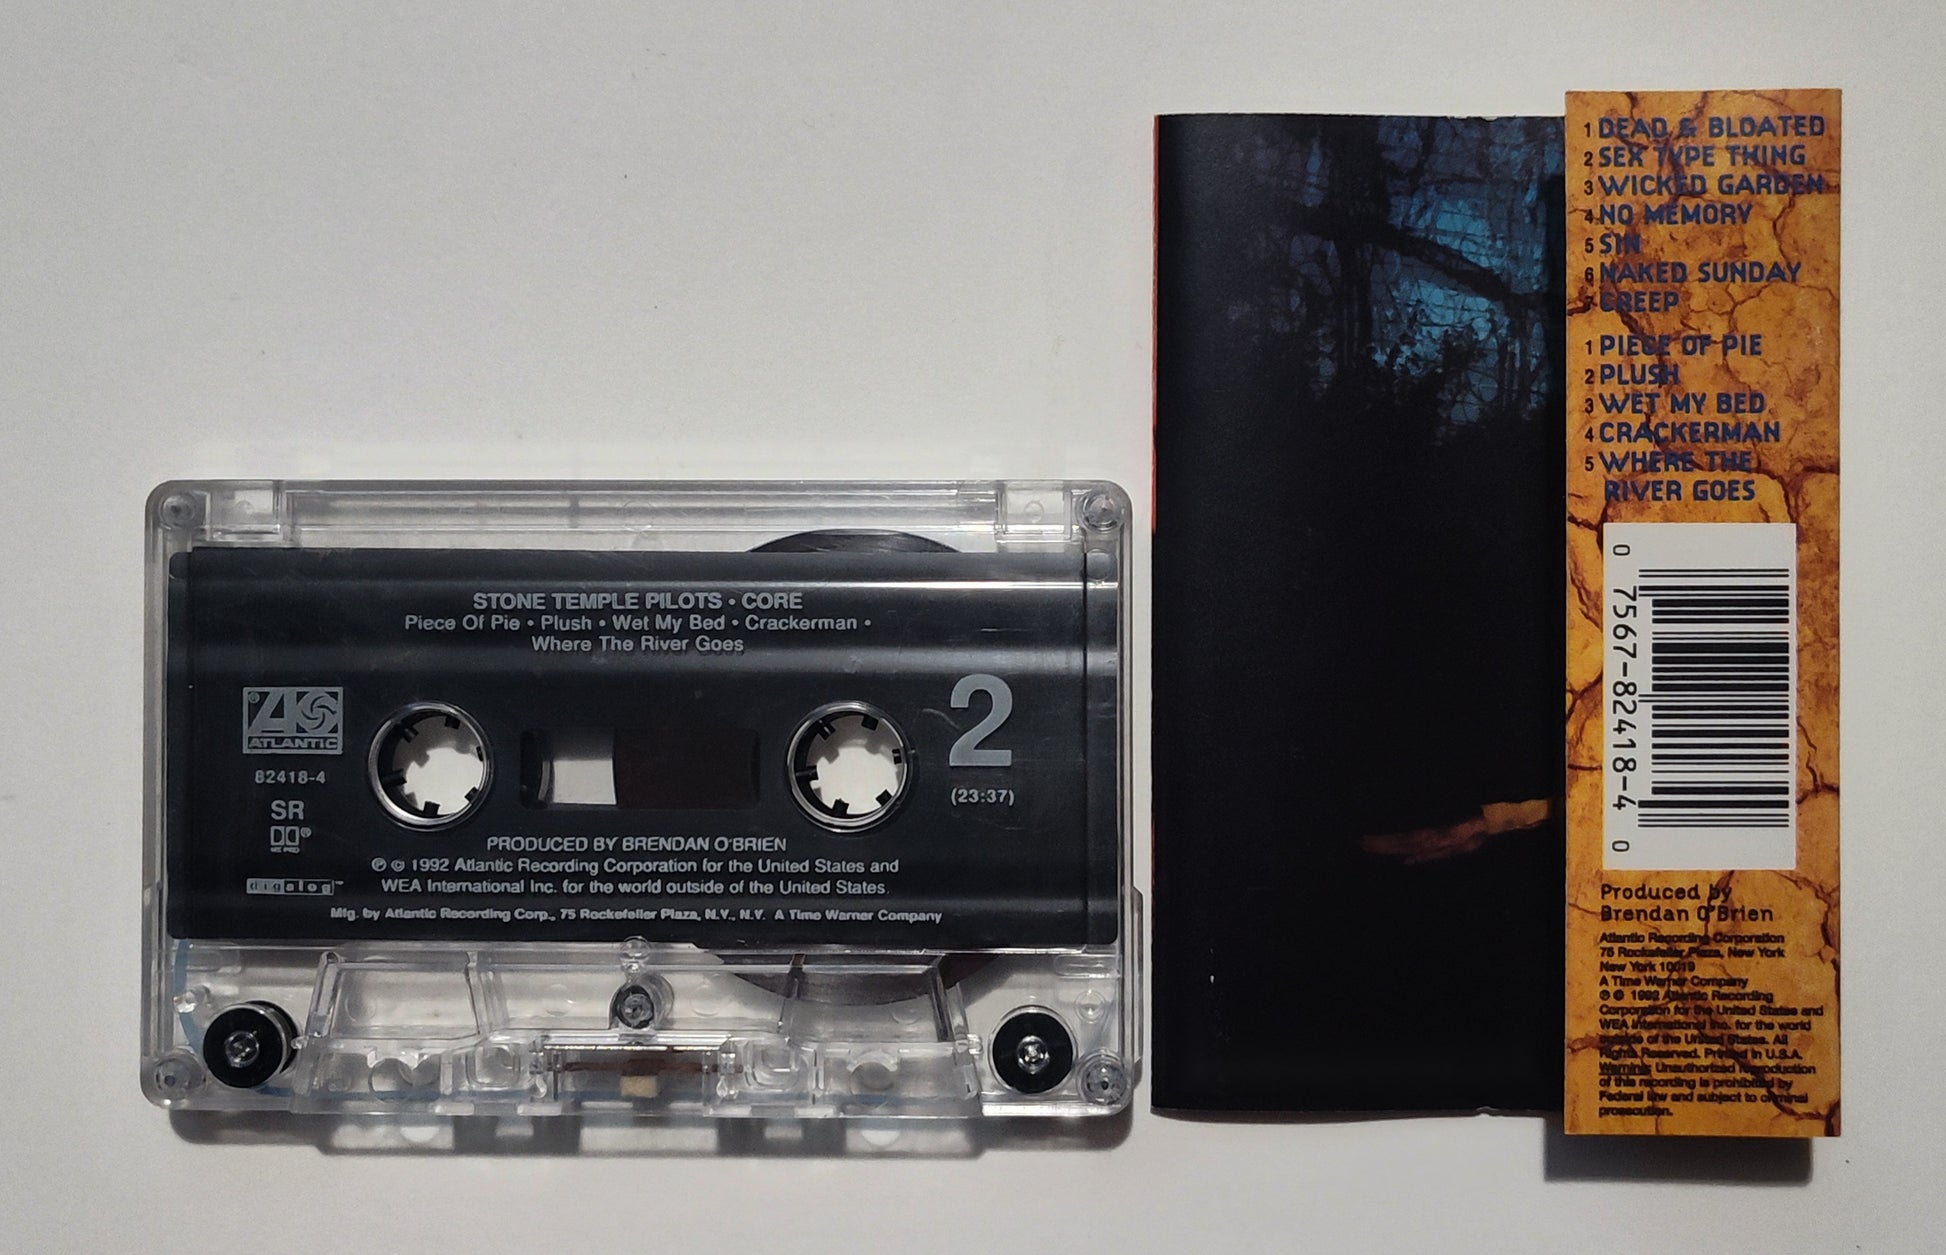 STONE TEMPLE PILOTS • CORE
Piece Of Pie • Plush • Wet My Bed • Crackerman •
Where The River Goes
ATLANTIC
82418-4
SR
2
(23:37)
digalog™
PRODUCED BY BRENDAN O'BRIEN
℗ © 1992 Atlantic Recording Corporation for the United States and
WEA International Inc. for the world outside of the United States.
Mfg. by Atlantic Recording Corp., 75 Rockefeller Plaza, N.Y., N.Y. A Time Warner Company
1 DEAD & BLOATED
2 SEX TYPE THING
3 WICKED GARDEN
4 NO MEMORY
5 SIN
6 NAKED SUNDAY
7 CREEP
1 PIECE OF PIE
2 PLUSH
3 WET MY BED
4 CRACKERMAN
5 WHERE THE
RIVER GOES
0 7567-82418-4 0
Produced by
Brendan O'Brien
Atlantic Recording Corporation
75 Rockefeller Plaza, New York
New York 10019
A Time Warner Company
℗ © 1992 Atlantic Recording
Corporation for the United States and
WEA International Inc. for the world
outside of the United States. All
Rights Reserved. Printed in U.S.A.
Warning: Unauthorized reproduction
of this recording is prohibited by
Federal law and subject to criminal
prosecution.